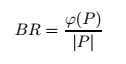 BR = φ(P) / |P|